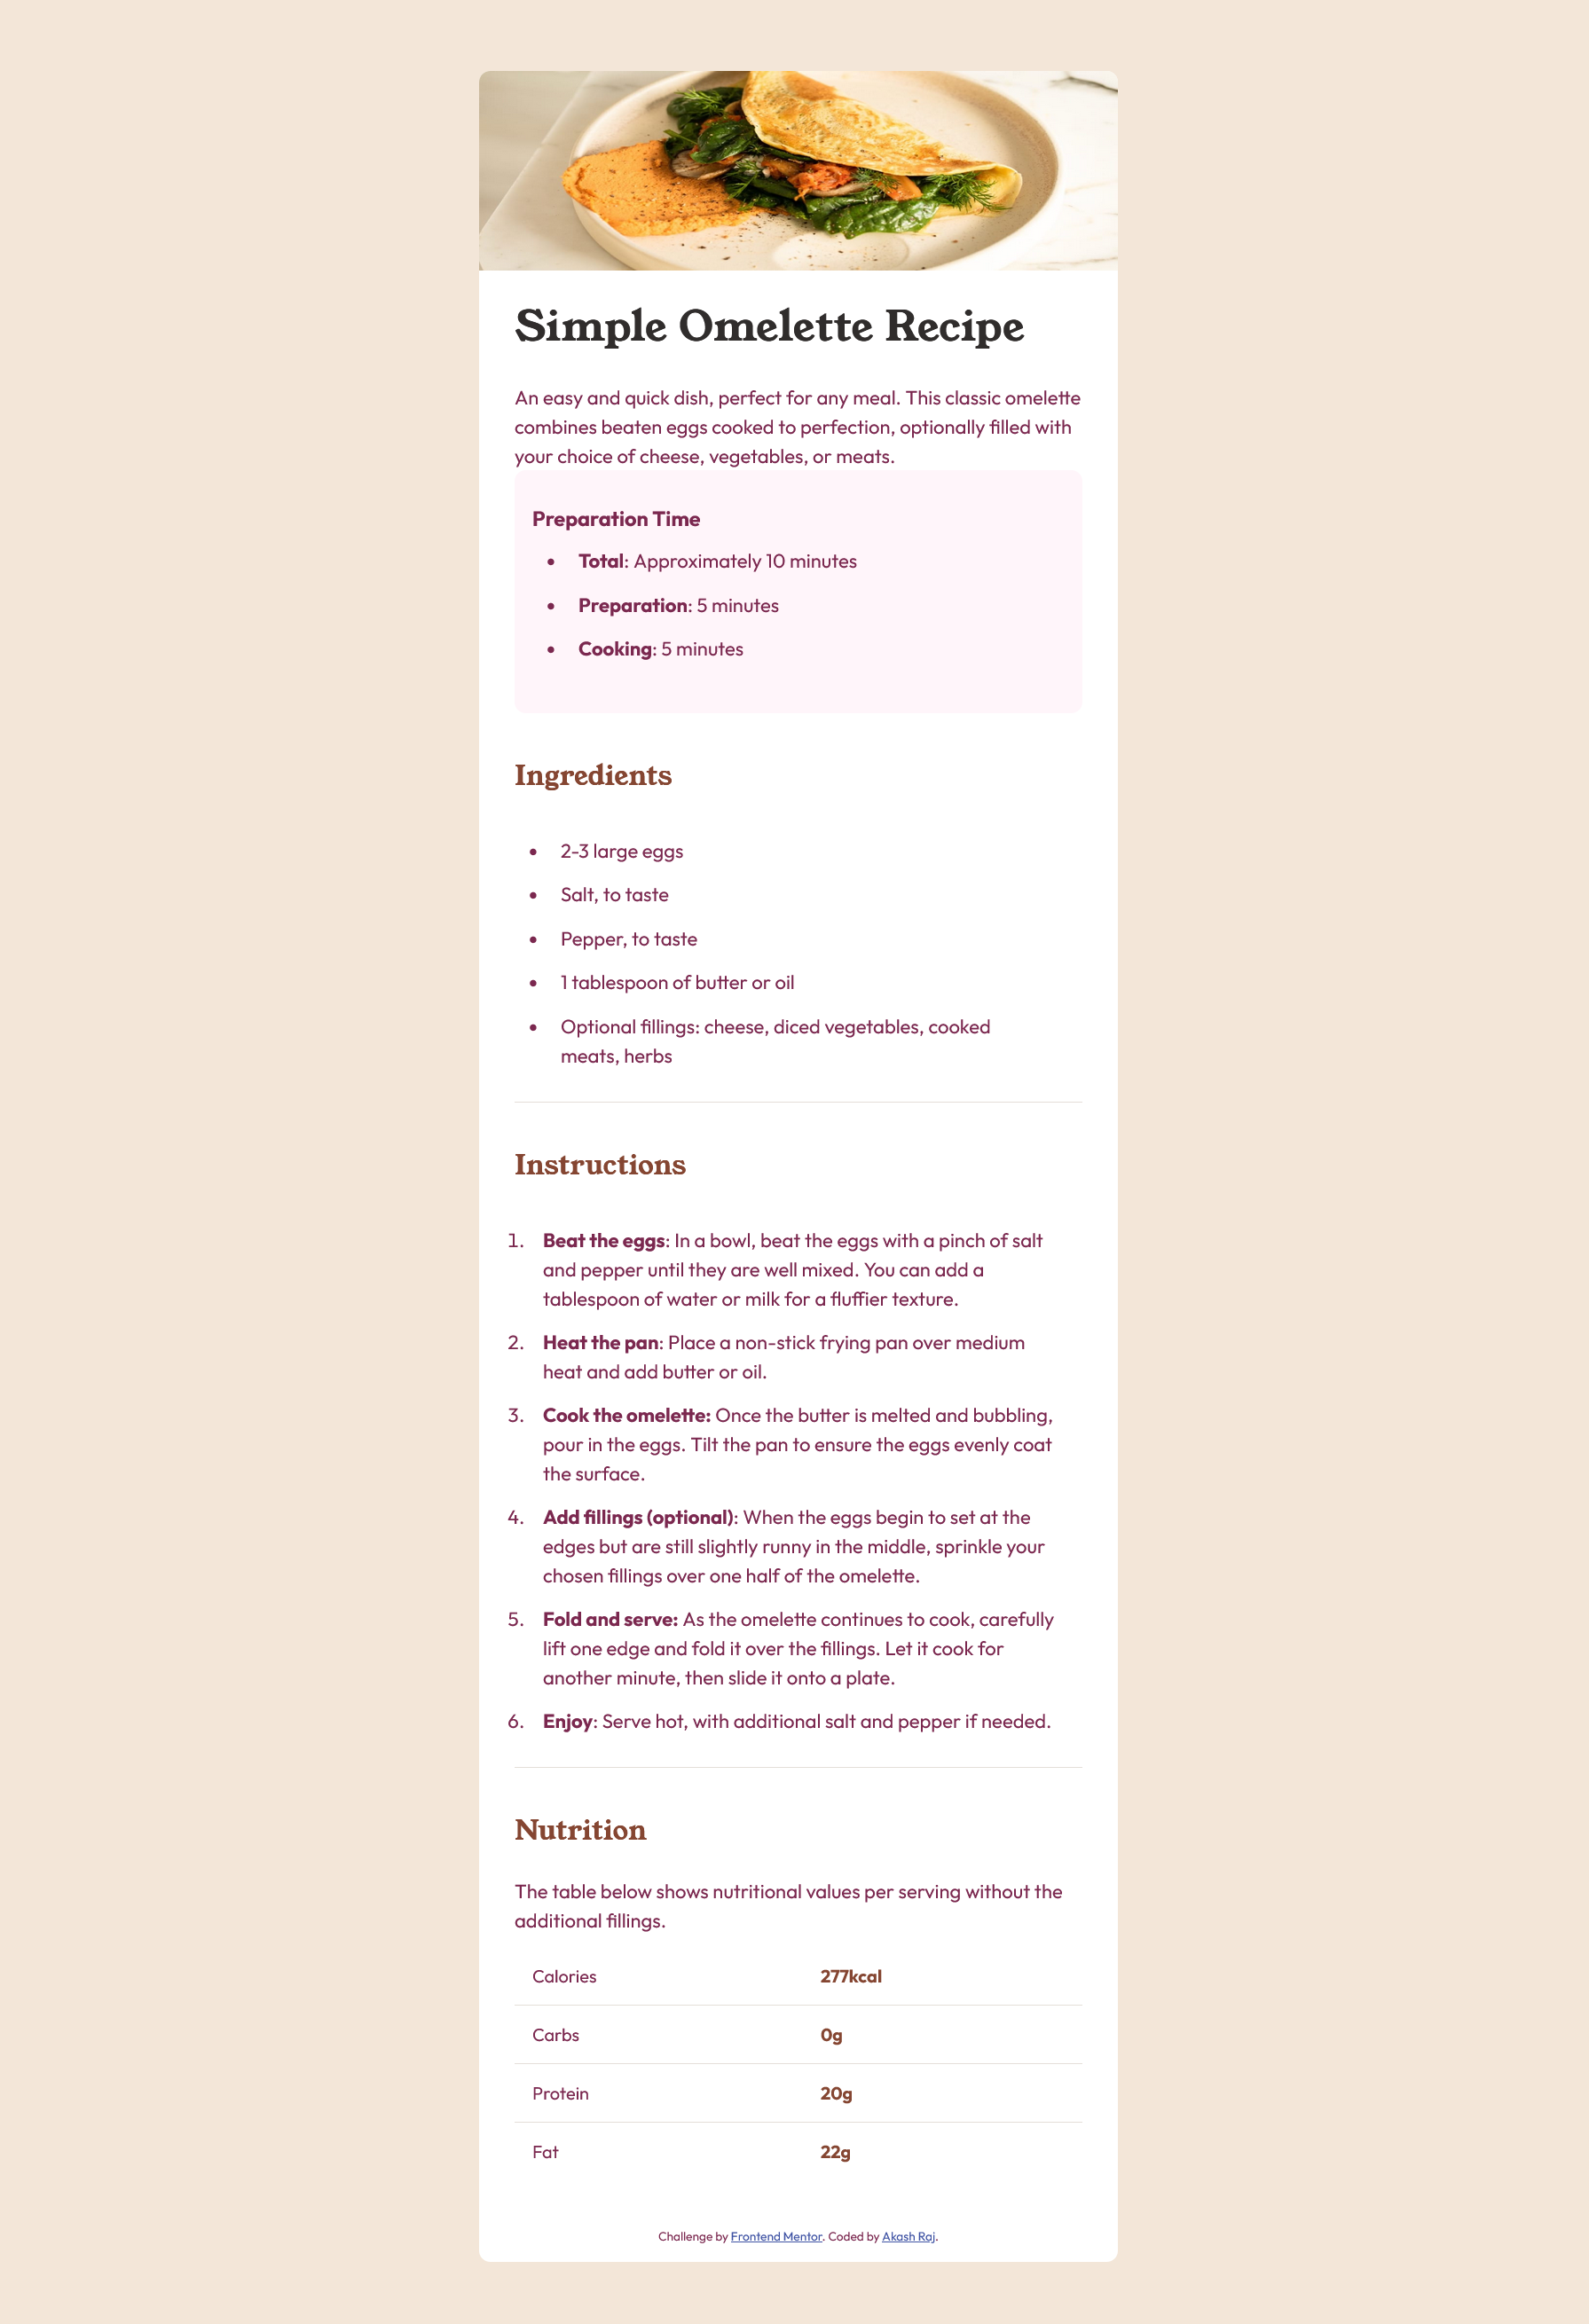 Simple Omelette Recipe
An easy and quick dish, perfect for any meal. This classic omelette
combines beaten eggs cooked to perfection, optionally filled with
your choice of cheese, vegetables, or meats.
Preparation Time
• Total: Approximately 10 minutes
• Preparation: 5 minutes
• Cooking: 5 minutes
Ingredients
• 2-3 large eggs
• Salt, to taste
• Pepper, to taste
• 1 tablespoon of butter or oil
• Optional fillings: cheese, diced vegetables, cooked
meats, herbs
Instructions
1. Beat the eggs: In a bowl, beat the eggs with a pinch of salt
and pepper until they are well mixed. You can add a
tablespoon of water or milk for a fluffier texture.
2. Heat the pan: Place a non-stick frying pan over medium
heat and add butter or oil.
3. Cook the omelette: Once the butter is melted and bubbling,
pour in the eggs. Tilt the pan to ensure the eggs evenly coat
the surface.
4. Add fillings (optional): When the eggs begin to set at the
edges but are still slightly runny in the middle, sprinkle your
chosen fillings over one half of the omelette.
5. Fold and serve: As the omelette continues to cook, carefully
lift one edge and fold it over the fillings. Let it cook for
another minute, then slide it onto a plate.
6. Enjoy: Serve hot, with additional salt and pepper if needed.
Nutrition
The table below shows nutritional values per serving without the
additional fillings.
Calories 277kcal
Carbs 0g
Protein 20g
Fat 22g
Challenge by Frontend Mentor. Coded by Akash Raj.